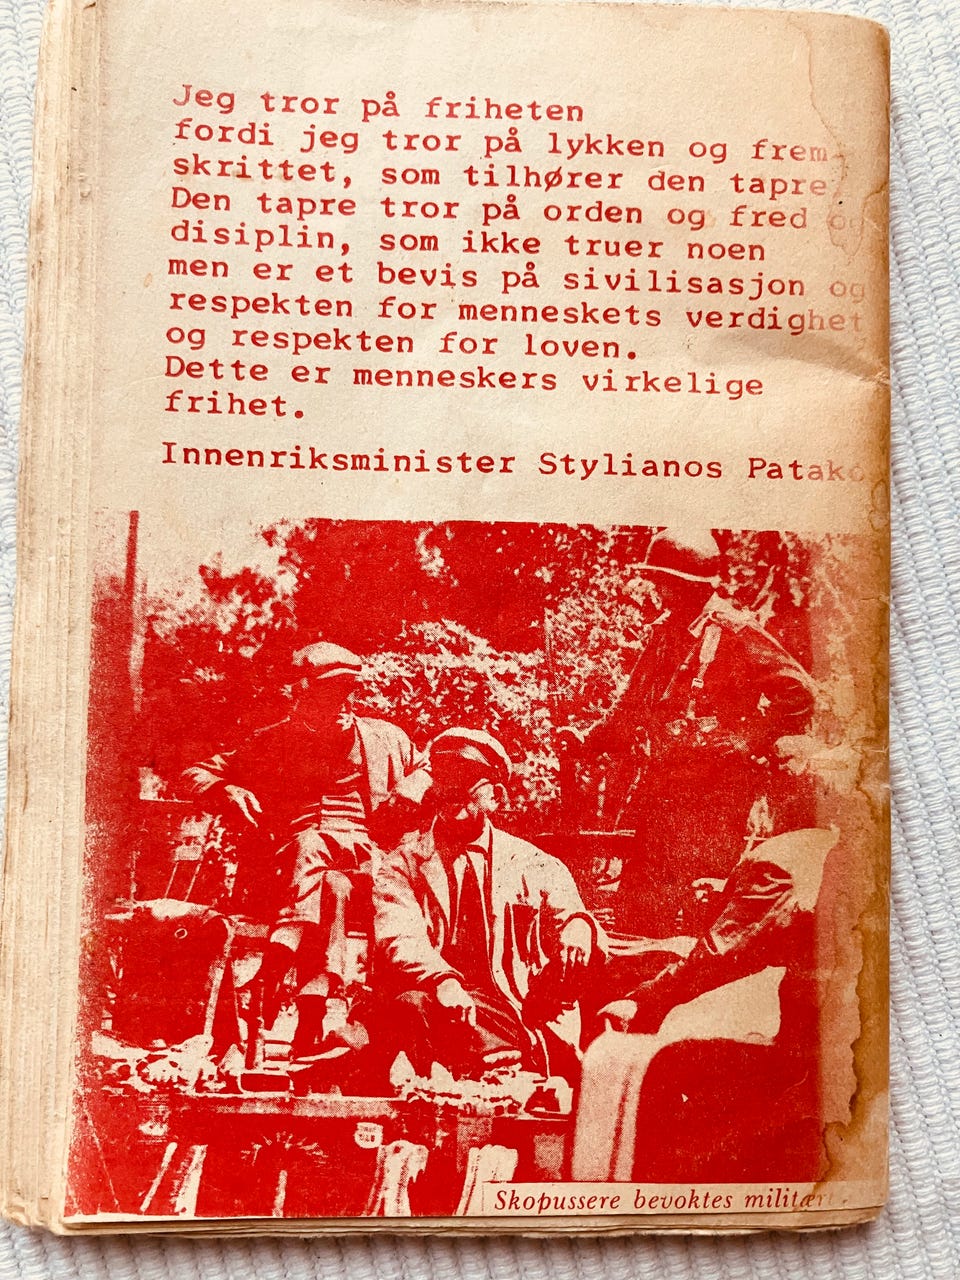 Jeg tror på friheten
fordi jeg tror på lykken og frem-
skrittet, som tilhører den tapre.
Den tapre tror på orden og fred og
disiplin, som ikke truer noen
men er et bevis på sivilisasjon og
respekten for menneskets verdighet
og respekten for loven.
Dette er menneskers virkelige
frihet.
Innenriksminister Stylianos
Skopussere bevoktes